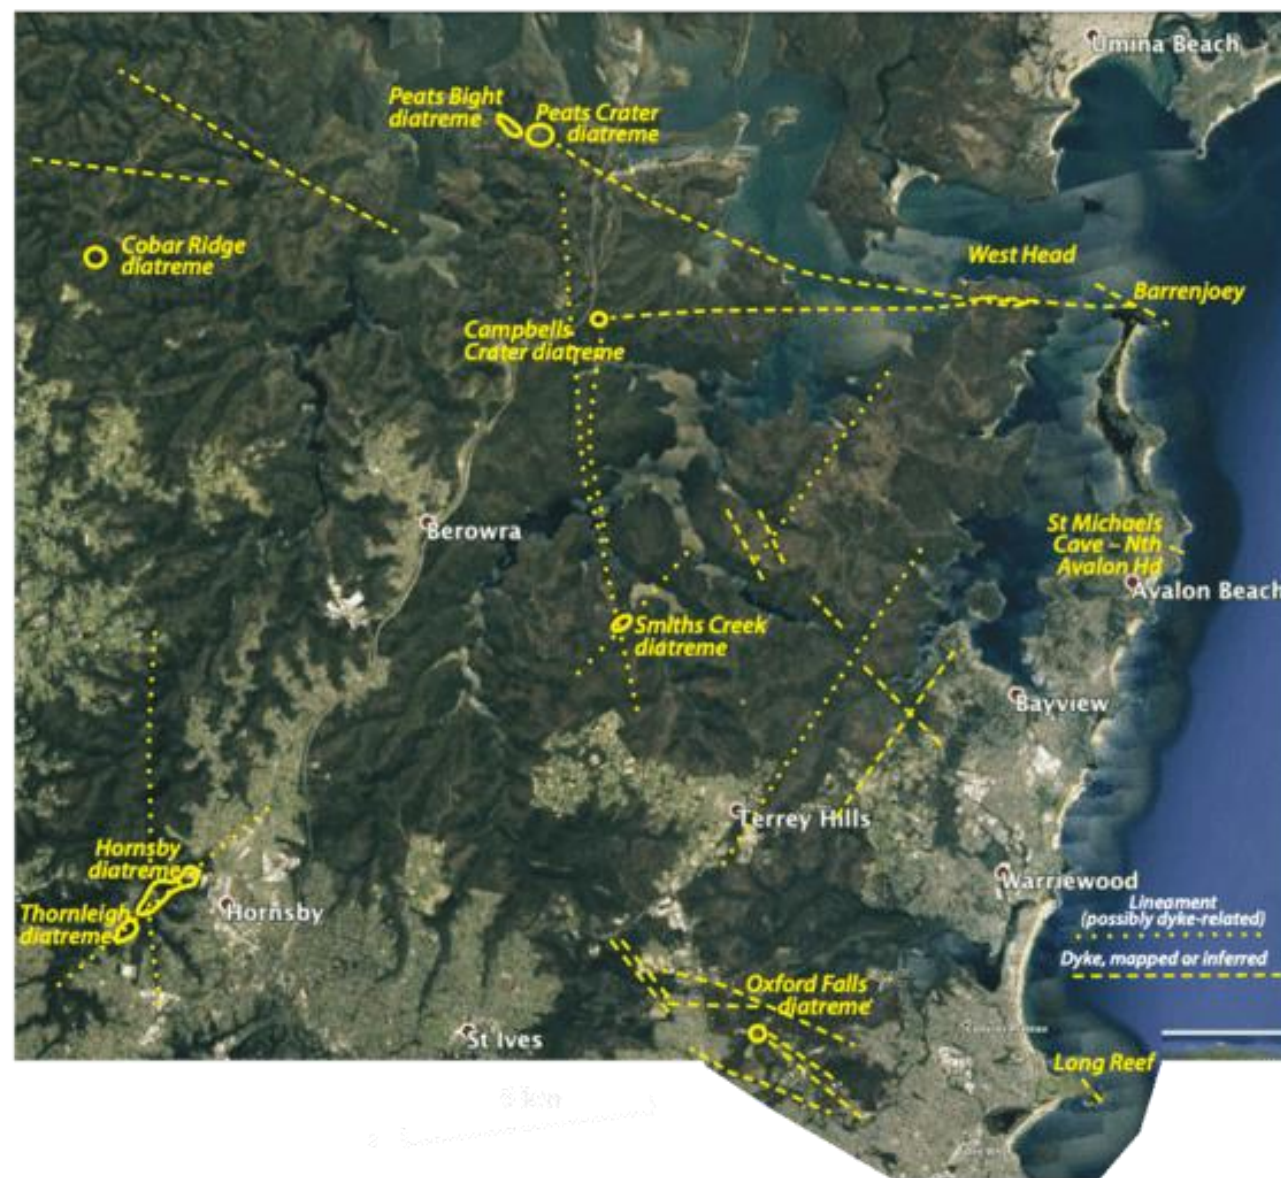 Umina Beach
Peats Bight
diatreme
Peats Crater
diatreme
Cobar Ridge
diatreme
West Head
Barrenjoey
Campbells
Crater diatreme
Berowra
St Michaels
Cave – Nth
Avalon Hd
Avalon Beach
Smiths Creek
diatreme
Bayview
Terrey Hills
Hornsby
diatreme
Warriewood
Hornsby
Thornleigh
diatreme
Lineament
(possibly dyke-related)
Dyke, mapped or inferred
Oxford Falls
diatreme
St Ives
Long Reef
5 km